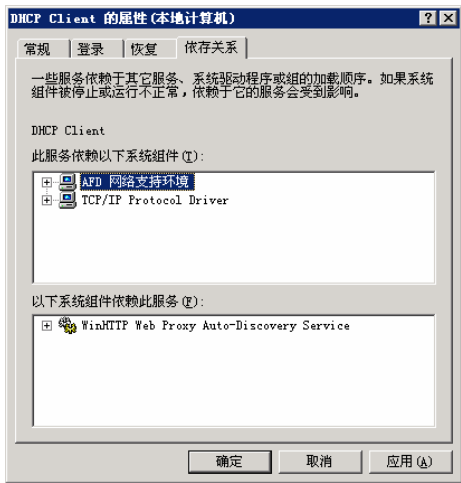 DHCP Client 的属性(本地计算机)
常规 登录 恢复 依存关系
一些服务依赖于其它服务、系统驱动程序或组的加载顺序。如果系统
组件被停止或运行不正常，依赖于它的服务会受到影响。
DHCP Client
此服务依赖以下系统组件(T):
AFD 网络支持环境
TCP/IP Protocol Driver
以下系统组件依赖此服务(F):
WinHTTP Web Proxy Auto-Discovery Service
确定 取消 应用(A)